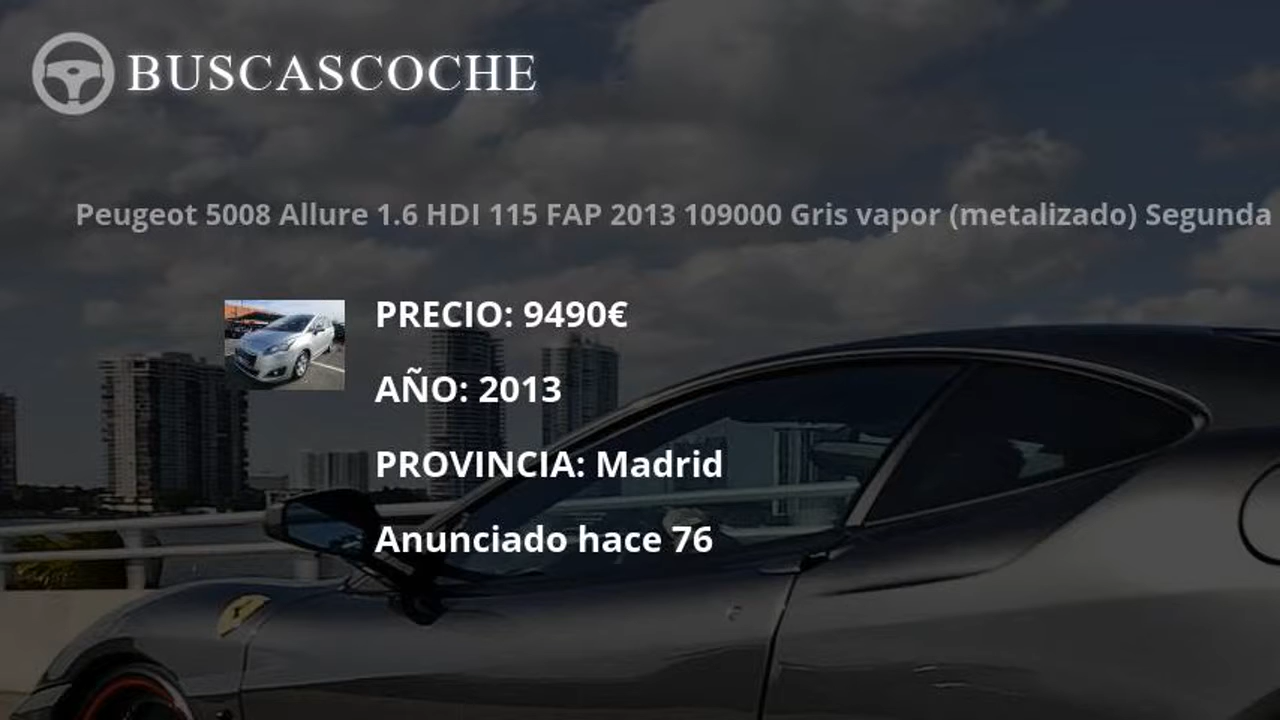 BUSCASCOCHE
Peugeot 5008 Allure 1.6 HDI 115 FAP 2013 109000 Gris vapor (metalizado) Segunda
PRECIO: 9490€
AÑO: 2013
PROVINCIA: Madrid
Anunciado hace 76